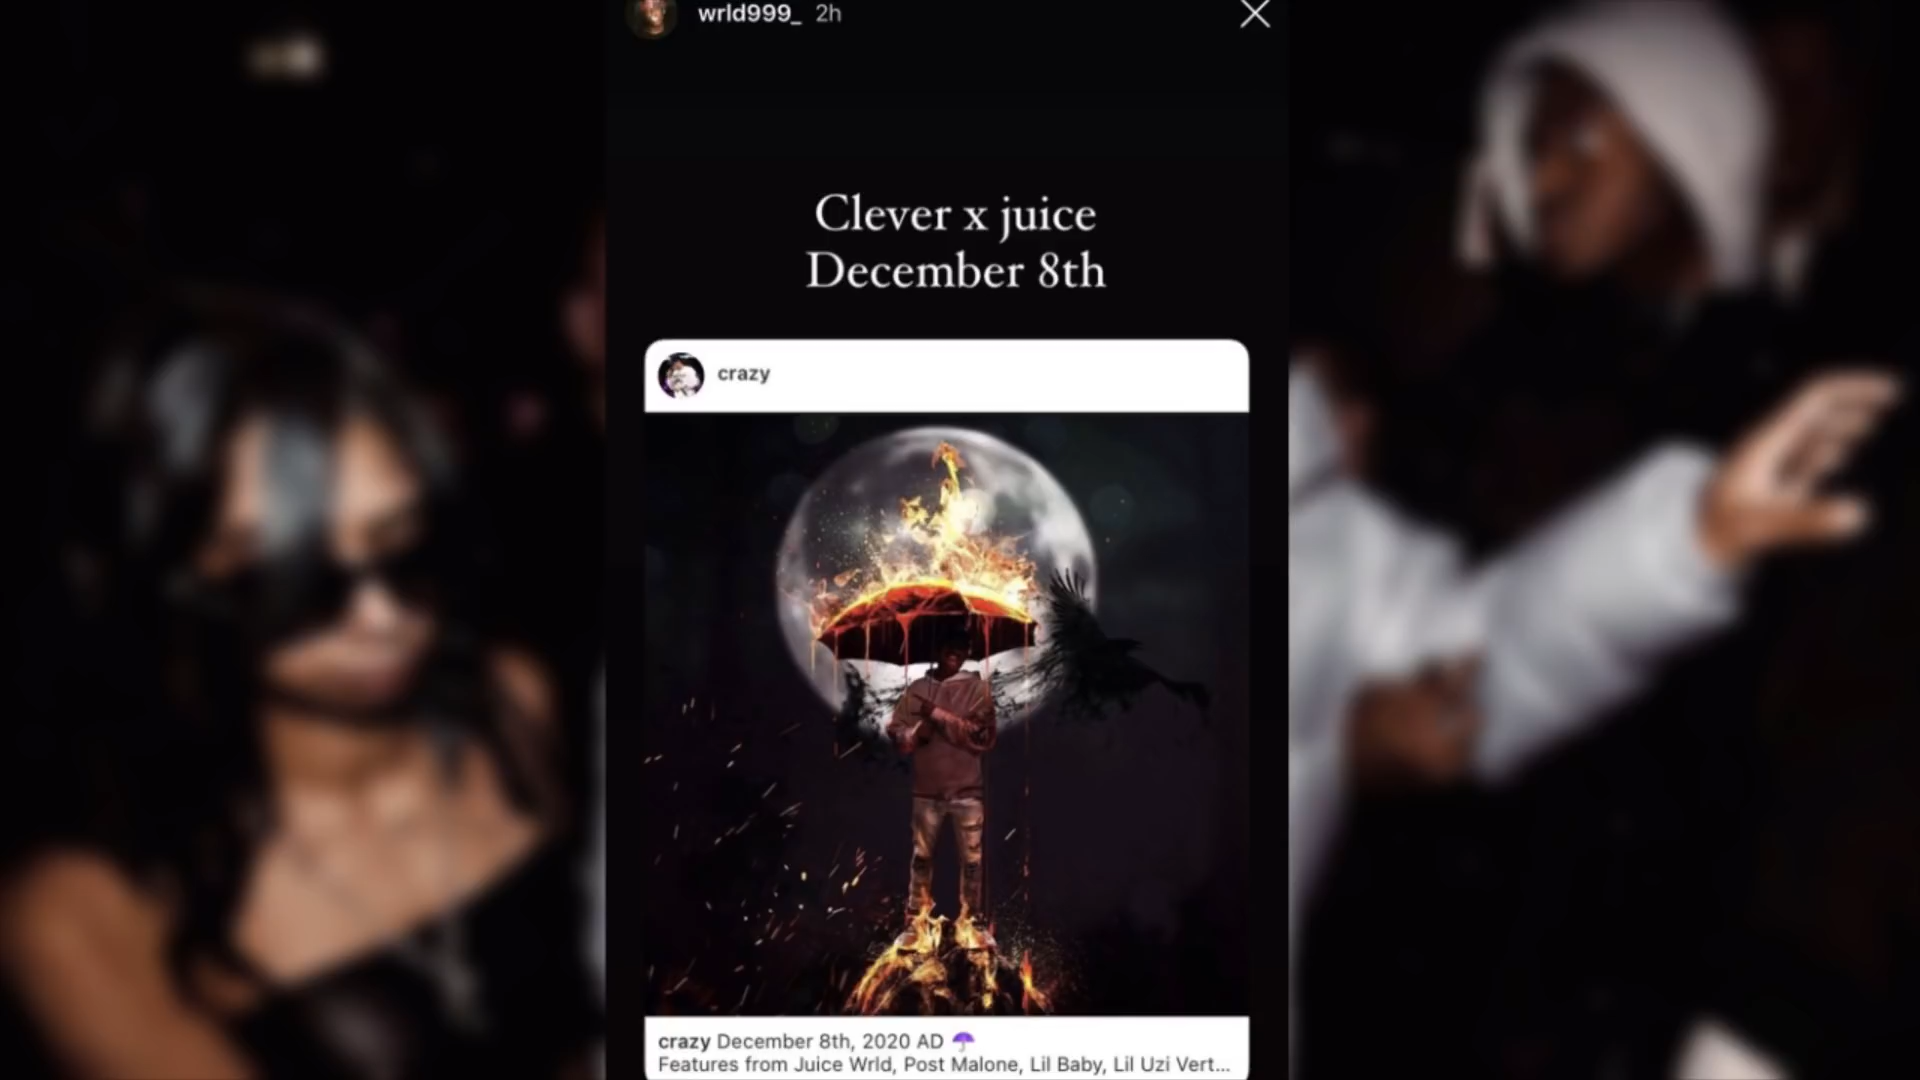 wrld999_ 2h
Clever x juice
December 8th
crazy
crazy December 8th, 2020 AD ☂
Features from Juice Wrld, Post Malone, Lil Baby, Lil Uzi Vert...